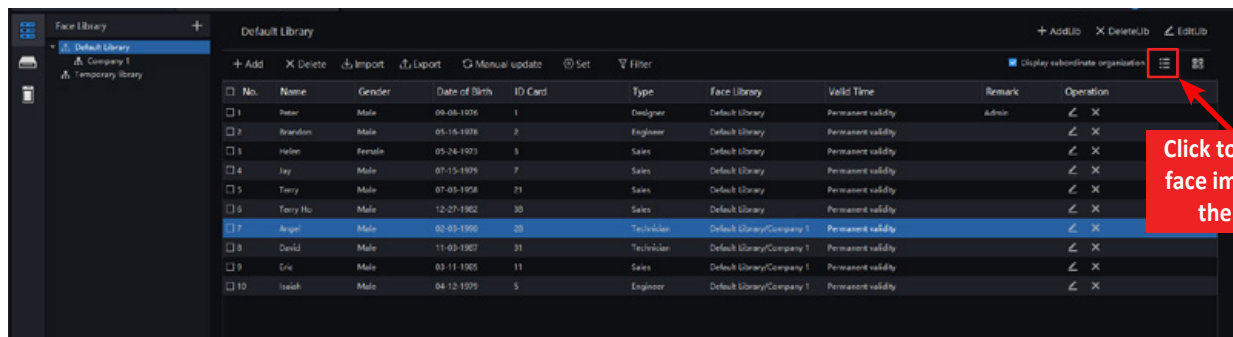 Face Library +
Default Library
Company 1
Temporary library
Default Library
+ AddLib X DeleteLib EditLib
+ Add X Delete Import Export Manual update Set Filter
Display subordinate organization
No. Name Gender Date of Birth ID Card Type Face Library Valid Time Remark Operation
1 Peter Male 09-08-1976 1 Designer Default Library Permanent validity Admin
2 Brandon Male 05-16-1978 2 Engineer Default Library Permanent validity
3 Helen Female 05-24-1973 3 Sales Default Library Permanent validity
4 Jay Male 07-15-1979 7 Sales Default Library Permanent validity
5 Terry Male 07-03-1958 21 Sales Default Library Permanent validity
6 Terry Ho Male 12-27-1962 38 Sales Default Library Permanent validity
7 Angel Male 02-03-1990 28 Technician Default Library/Company 1 Permanent validity
8 David Male 11-03-1987 31 Technician Default Library/Company 1 Permanent validity
9 Eric Male 03-11-1985 11 Sales Default Library/Company 1 Permanent validity
10 Isaiah Male 04-12-1979 5 Engineer Default Library/Company 1 Permanent validity
Click to
face im
the